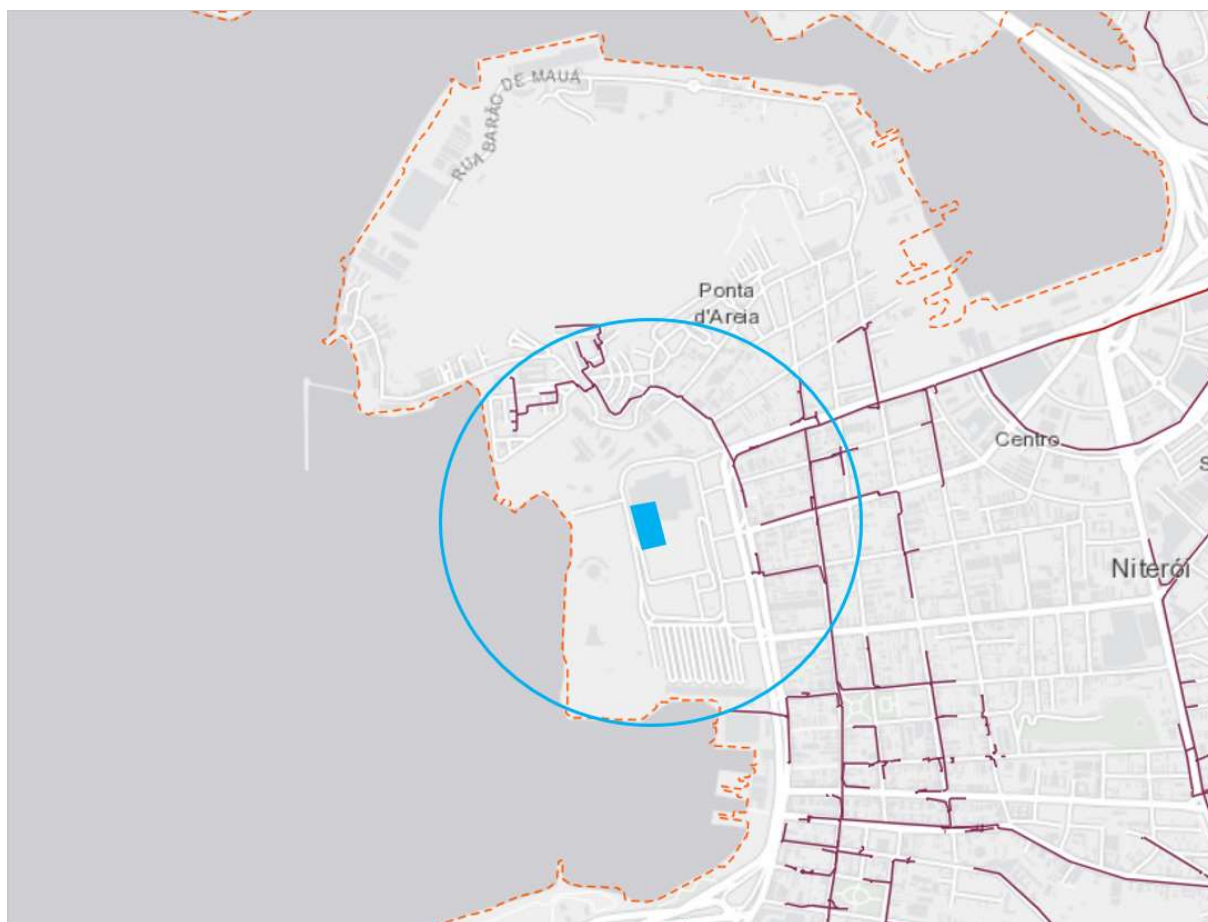 RUA BARÃO DE MAUÁ
Ponta
d'Areia
Centro
S
Niterói